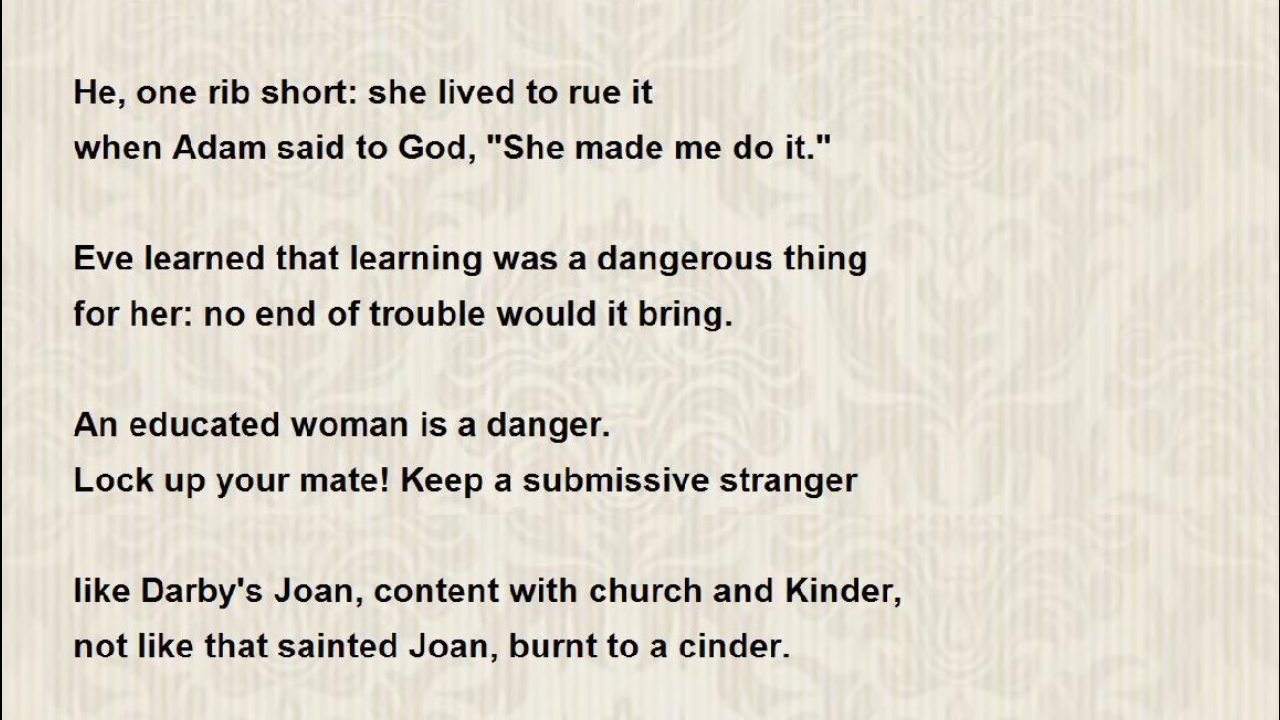 He, one rib short: she lived to rue it
when Adam said to God, "She made me do it."
Eve learned that learning was a dangerous thing
for her: no end of trouble would it bring.
An educated woman is a danger.
Lock up your mate! Keep a submissive stranger
like Darby's Joan, content with church and Kinder,
not like that sainted Joan, burnt to a cinder.